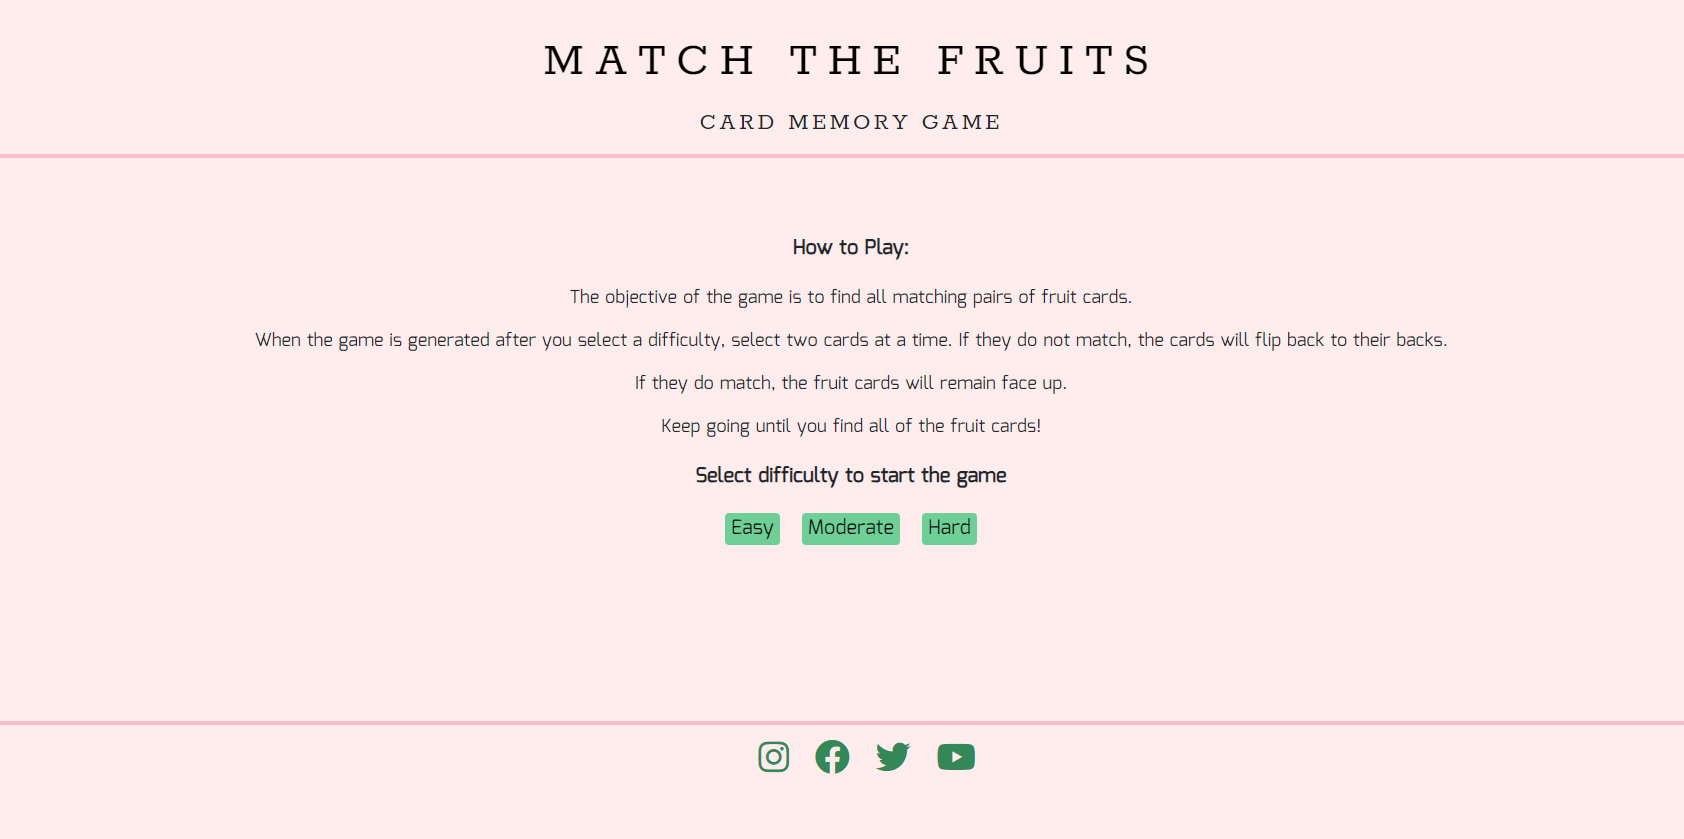 MATCH THE FRUITS
CARD MEMORY GAME
How to Play:
The objective of the game is to find all matching pairs of fruit cards.
When the game is generated after you select a difficulty, select two cards at a time. If they do not match, the cards will flip back to their backs.
If they do match, the fruit cards will remain face up.
Keep going until you find all of the fruit cards!
Select difficulty to start the game
Easy Moderate Hard